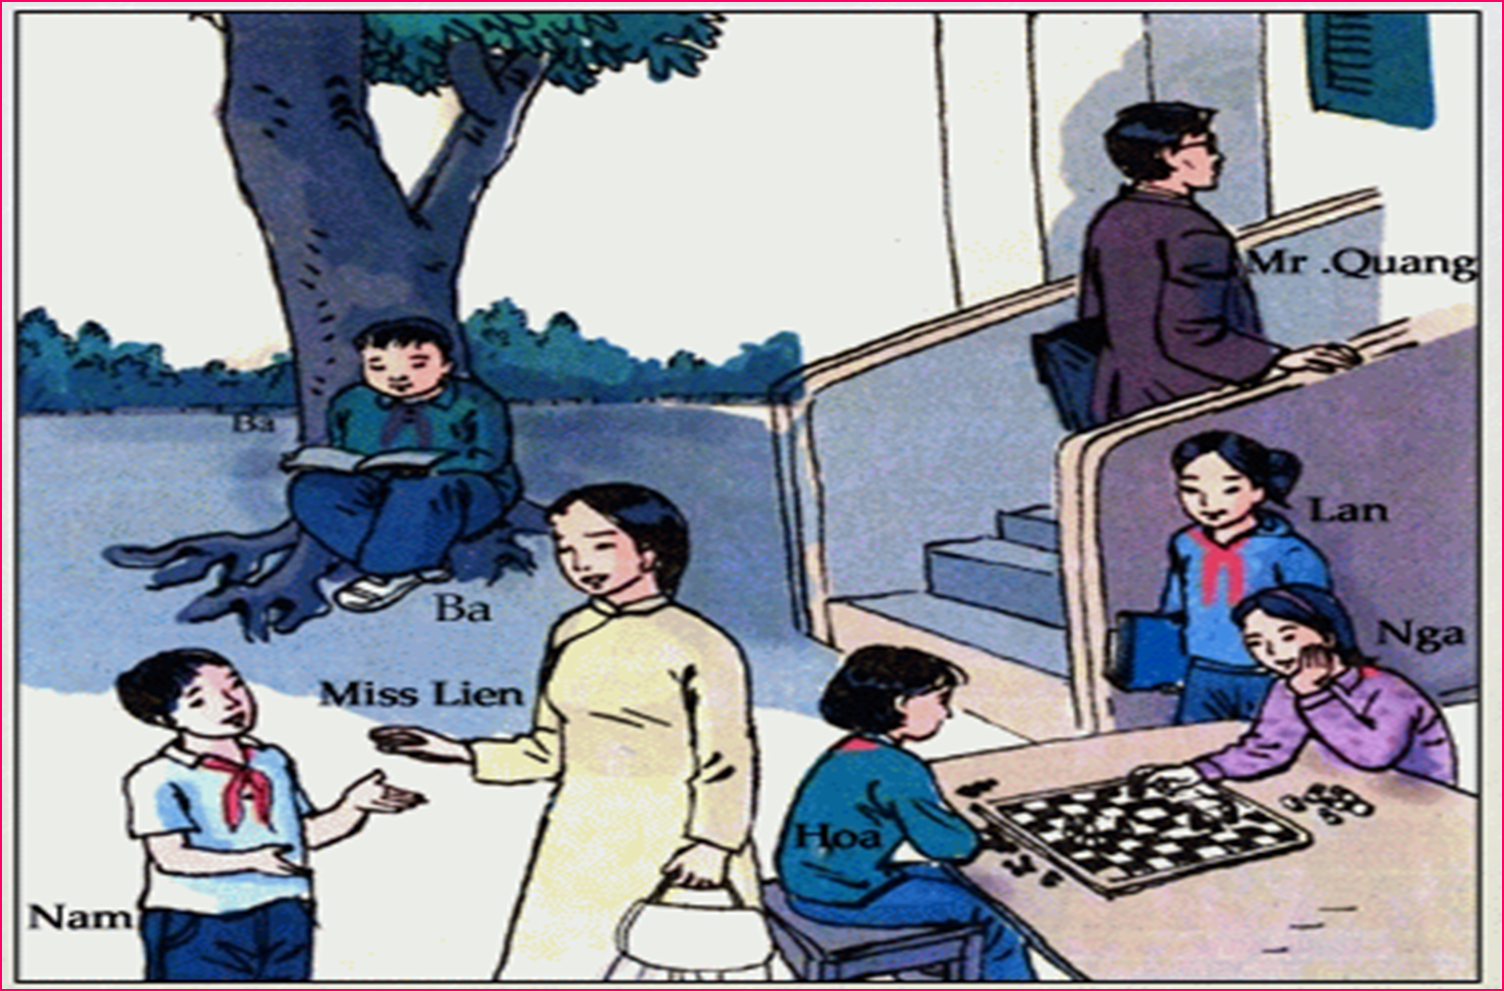 Mr .Quang
Ba
Lan
Ba
Nga
Miss Lien
Hoa
Nam